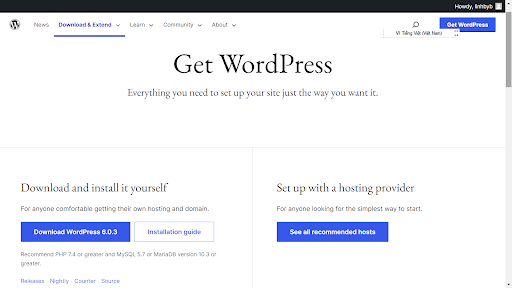 Howdy, linhbyb
News Download & Extend Learn Community About Get WordPress
VI Tiếng Việt (Việt Nam)
Get WordPress
Everything you need to set up your site just the way you want it.
Download and install it yourself
For anyone comfortable getting their own hosting and domain.
Download WordPress 6.0.3 Installation guide
Recommend PHP 7.4 or greater and MySQL 5.7 or MariaDB version 10.3 or
greater.
Releases · Nightly · Counter · Source
Set up with a hosting provider
For anyone looking for the simplest way to start.
See all recommended hosts